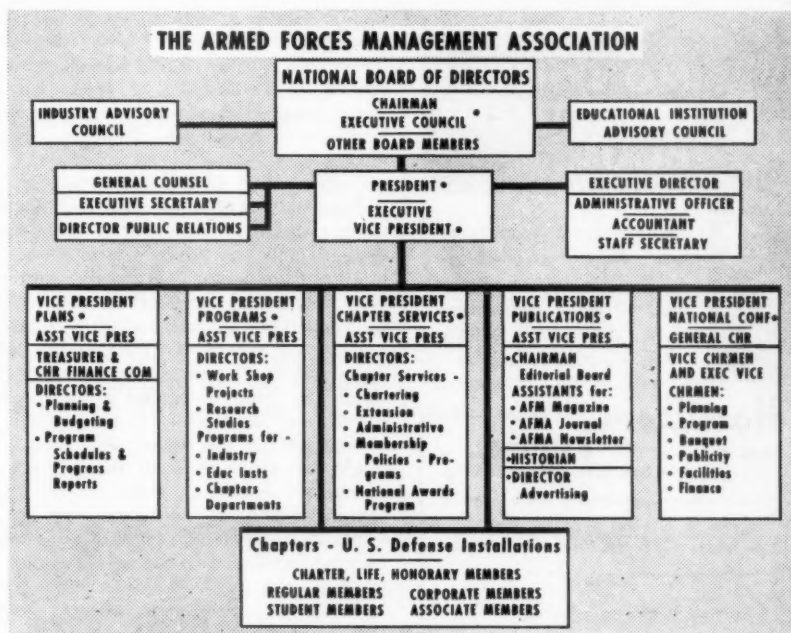 THE ARMED FORCES MANAGEMENT ASSOCIATION
NATIONAL BOARD OF DIRECTORS
CHAIRMAN
EXECUTIVE COUNCIL •
OTHER BOARD MEMBERS
INDUSTRY ADVISORY
COUNCIL
EDUCATIONAL INSTITUTION
ADVISORY COUNCIL
GENERAL COUNSEL
EXECUTIVE SECRETARY
DIRECTOR PUBLIC RELATIONS
PRESIDENT •
EXECUTIVE
VICE PRESIDENT •
EXECUTIVE DIRECTOR
ADMINISTRATIVE OFFICER
ACCOUNTANT
STAFF SECRETARY
VICE PRESIDENT
PLANS •
ASST VICE PRES
TREASURER &
CHR FINANCE COM
DIRECTORS:
• Planning &
Budgeting
• Program
Schedules &
Progress
Reports
VICE PRESIDENT
PROGRAMS •
ASST VICE PRES
DIRECTORS:
• Work Shop
Projects
• Research
Studies
Programs for -
• Industry
• Educ Insts
• Chapters
Departments
VICE PRESIDENT
CHAPTER SERVICES •
ASST VICE PRES
DIRECTORS:
Chapter Services -
• Chartering
• Extension
• Administrative
• Membership
Policies - Pro-
grams
• National Awards
Program
VICE PRESIDENT
PUBLICATIONS •
ASST VICE PRES
• CHAIRMAN
Editorial Board
ASSISTANTS for:
• AFM Magazine
• AFMA Journal
• AFMA Newsletter
• HISTORIAN
• DIRECTOR
Advertising
VICE PRESIDENT
NATIONAL CONF •
GENERAL CHR
VICE CHRMEN
AND EXEC VICE
CHRMEN:
• Planning
• Program
• Banquet
• Publicity
• Facilities
• Finance
Chapters - U. S. Defense Installations
CHARTER, LIFE, HONORARY MEMBERS
REGULAR MEMBERS CORPORATE MEMBERS
STUDENT MEMBERS ASSOCIATE MEMBERS